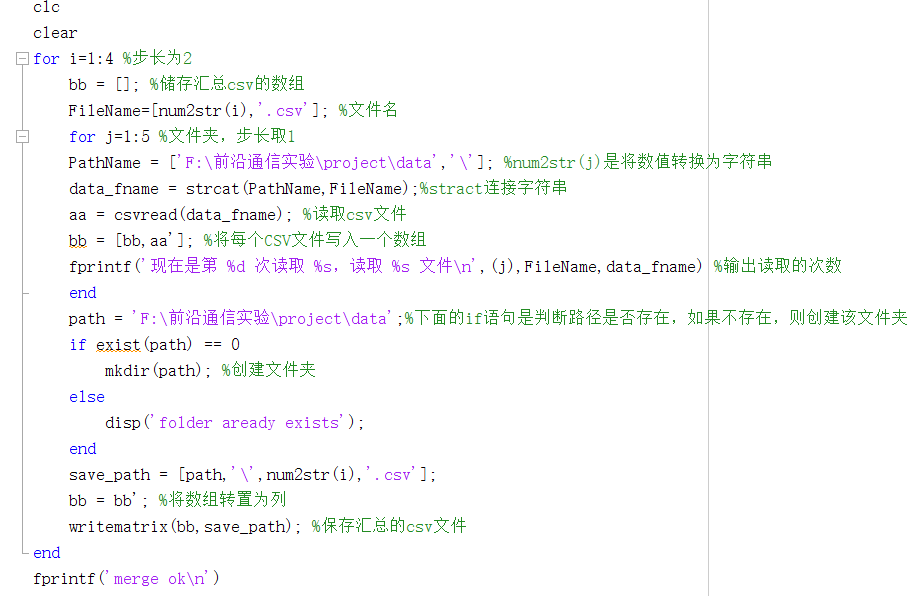 clc
clear
for i=1:4 %步长为2
bb = []; %储存汇总csv的数组
FileName=[num2str(i),'.csv']; %文件名
for j=1:5 %文件夹，步长取1
PathName = ['F:\前沿通信实验\project\data','\']; %num2str(j)是将数值转换为字符串
data_fname = strcat(PathName,FileName);%stract连接字符串
aa = csvread(data_fname); %读取csv文件
bb = [bb,aa']; %将每个CSV文件写入一个数组
fprintf('现在是第 %d 次读取 %s，读取 %s 文件\n',(j),FileName,data_fname) %输出读取的次数
end
path = 'F:\前沿通信实验\project\data';%下面的if语句是判断路径是否存在，如果不存在，则创建该文件夹
if exist(path) == 0
mkdir(path); %创建文件夹
else
disp('folder aready exists');
end
save_path = [path,'\',num2str(i),'.csv'];
bb = bb'; %将数组转置为列
writematrix(bb,save_path); %保存汇总的csv文件
end
fprintf('merge ok\n')